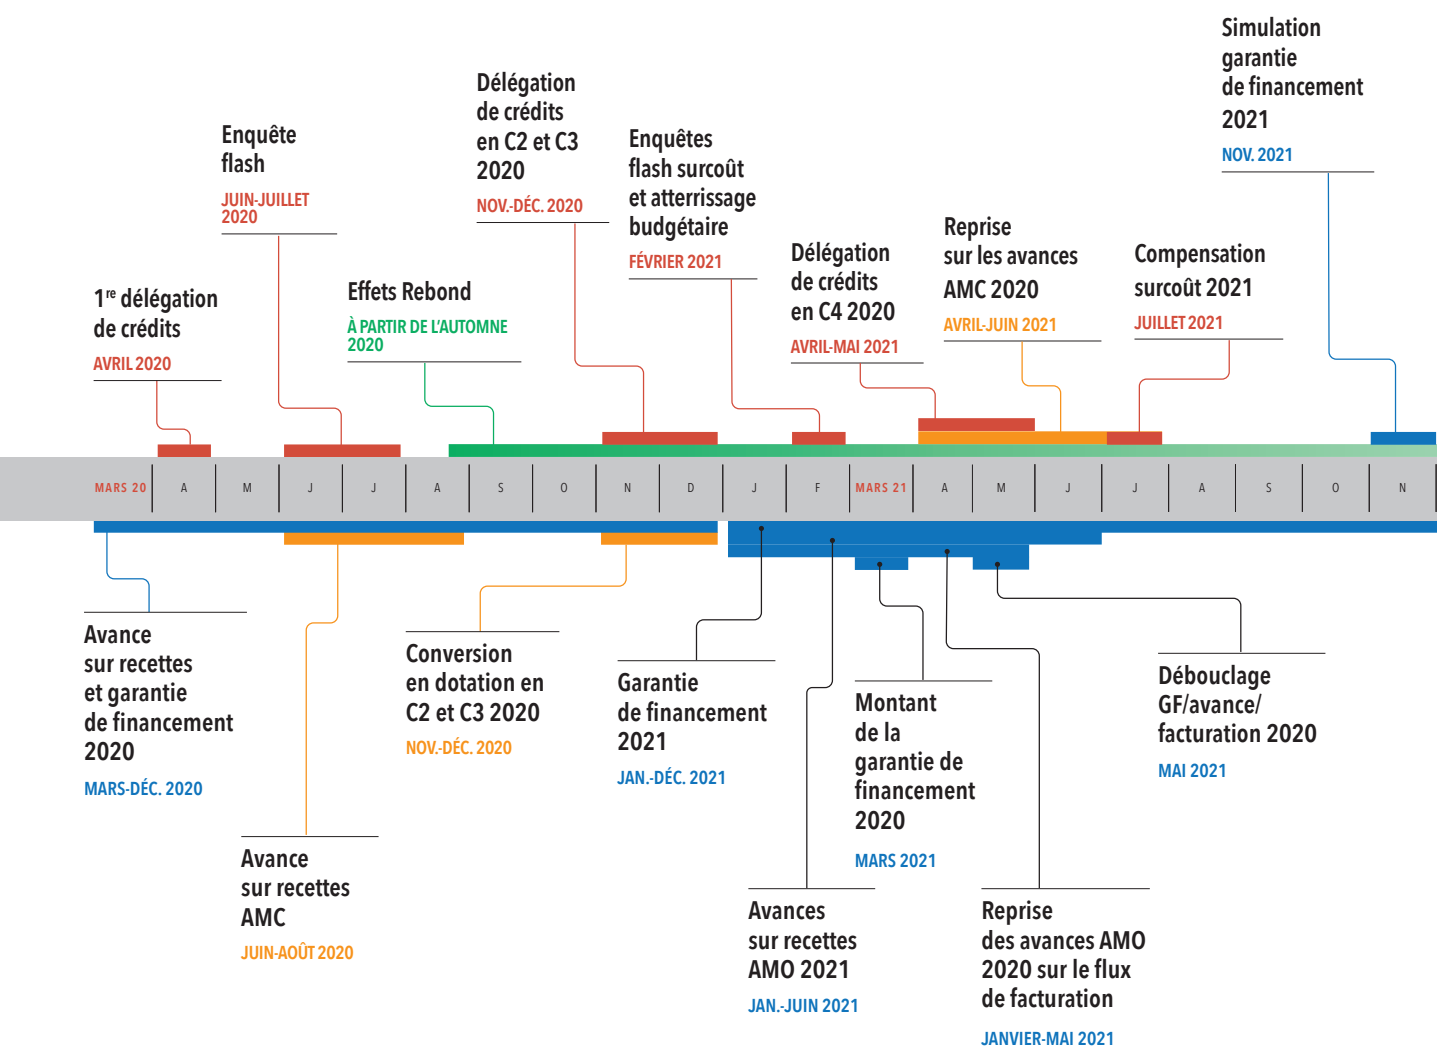 Simulation
garantie
de financement
2021
NOV. 2021
Délégation
de crédits
en C2 et C3
2020
NOV.-DÉC. 2020
Enquête
flash
JUIN-JUILLET
2020
Enquêtes
flash surcoût
et atterrissage
budgétaire
FÉVRIER 2021
Reprise
sur les avances
AMC 2020
AVRIL-JUIN 2021
Délégation
de crédits
en C4 2020
AVRIL-MAI 2021
Compensation
surcoût 2021
JUILLET 2021
1re délégation
de crédits
AVRIL 2020
Effets Rebond
À PARTIR DE L'AUTOMNE
2020
MARS 20 A M J J A S O N D J F MARS 21 A M J J A S O N
Avance
sur recettes
et garantie
de financement
2020
MARS-DÉC. 2020
Conversion
en dotation en
C2 et C3 2020
NOV.-DÉC. 2020
Garantie
de financement
2021
JAN.-DÉC. 2021
Montant
de la
garantie de
financement
2020
MARS 2021
Débouclage
GF/avance/
facturation 2020
MAI 2021
Avance
sur recettes
AMC
JUIN-AOÛT 2020
Avances
sur recettes
AMO 2021
JAN.-JUIN 2021
Reprise
des avances AMO
2020 sur le flux
de facturation
JANVIER-MAI 2021